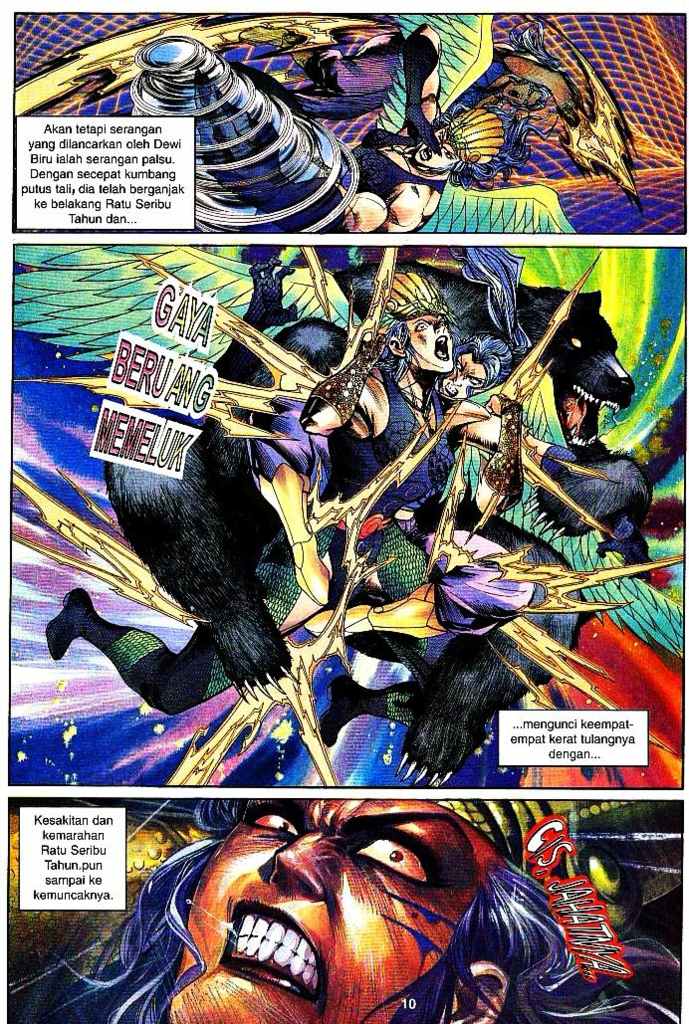 Akan tetapi serangan
yang dilancarkan oleh Dewi
Biru ialah serangan palsu.
Dengan secepat kumbang
putus tali, dia telah berganjak
ke belakang Ratu Seribu
Tahun dan...
GAYA
BERUANG
MEMELUK
...mengunci keempat-
empat kerat tulangnya
dengan...
Kesakitan dan
kemarahan
Ratu Seribu
Tahun.pun
sampai ke
kemuncaknya.
CIS, JAHATNYA...
10